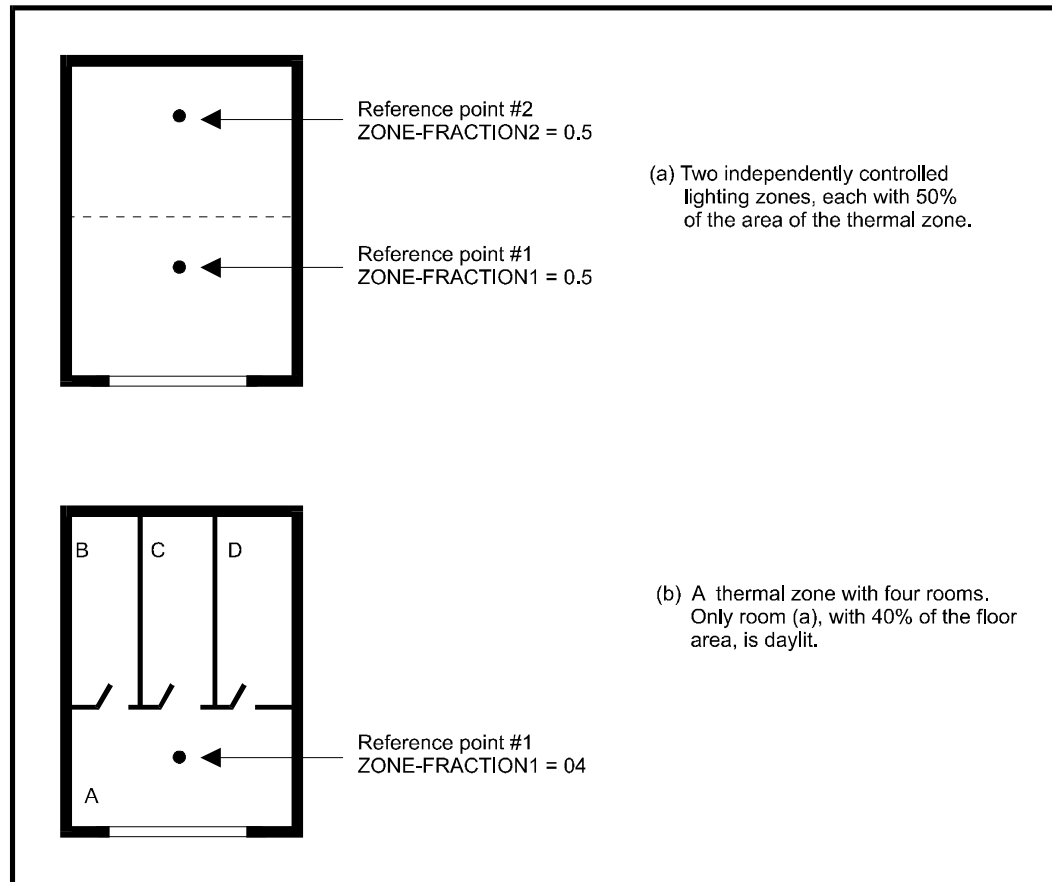 Reference point #2
ZONE-FRACTION2 = 0.5
(a) Two independently controlled
lighting zones, each with 50%
of the area of the thermal zone.
Reference point #1
ZONE-FRACTION1 = 0.5
B
C
D
(b) A thermal zone with four rooms.
Only room (a), with 40% of the floor
area, is daylit.
Reference point #1
ZONE-FRACTION1 = 04
A